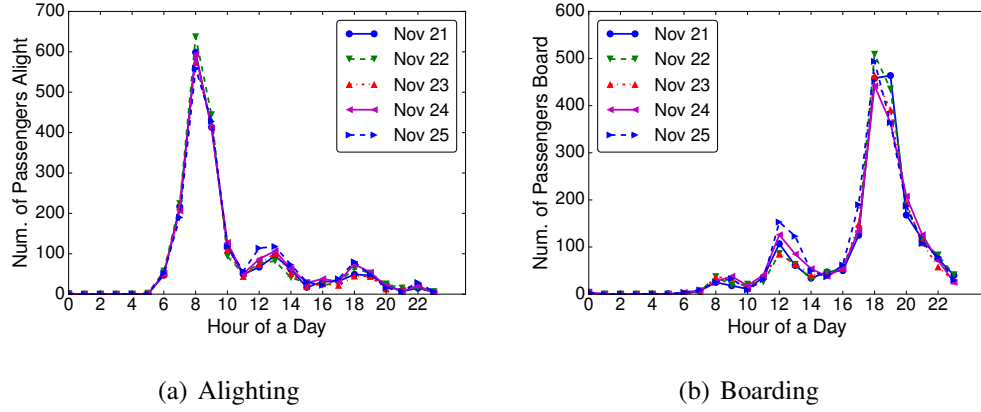 700
600
500
400
300
200
100
0
Num. of Passengers Alight
0 2 4 6 8 10 12 14 16 18 20 22
Hour of a Day
Nov 21
Nov 22
Nov 23
Nov 24
Nov 25
(a) Alighting
600
500
400
300
200
100
0
Num. of Passengers Board
0 2 4 6 8 10 12 14 16 18 20 22
Hour of a Day
Nov 21
Nov 22
Nov 23
Nov 24
Nov 25
(b) Boarding